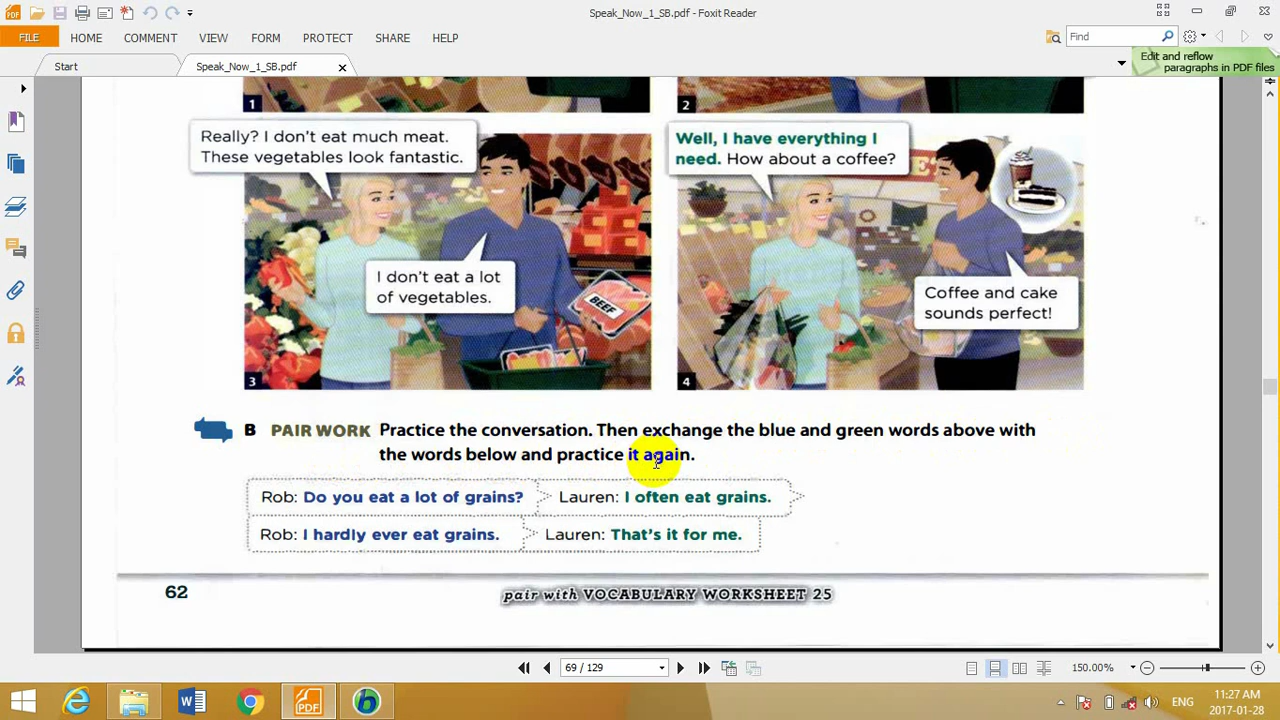 Speak_Now_1_SB.pdf - Foxit Reader
FILE HOME COMMENT VIEW FORM PROTECT SHARE HELP
Find
Edit and reflow
paragraphs in PDF files
Start
Speak_Now_1_SB.pdf
1
2
Really? I don't eat much meat.
These vegetables look fantastic.
I don't eat a lot
of vegetables.
BEEF
3
Well, I have everything I
need. How about a coffee?
Coffee and cake
sounds perfect!
4
B PAIR WORK Practice the conversation. Then exchange the blue and green words above with
the words below and practice it again.
Rob: Do you eat a lot of grains?
Lauren: I often eat grains.
Rob: I hardly ever eat grains.
Lauren: That's it for me.
62
pair with VOCABULARY WORKSHEET 25
69 / 129
150.00%
PDF
ENG
11:27 AM
2017-01-28